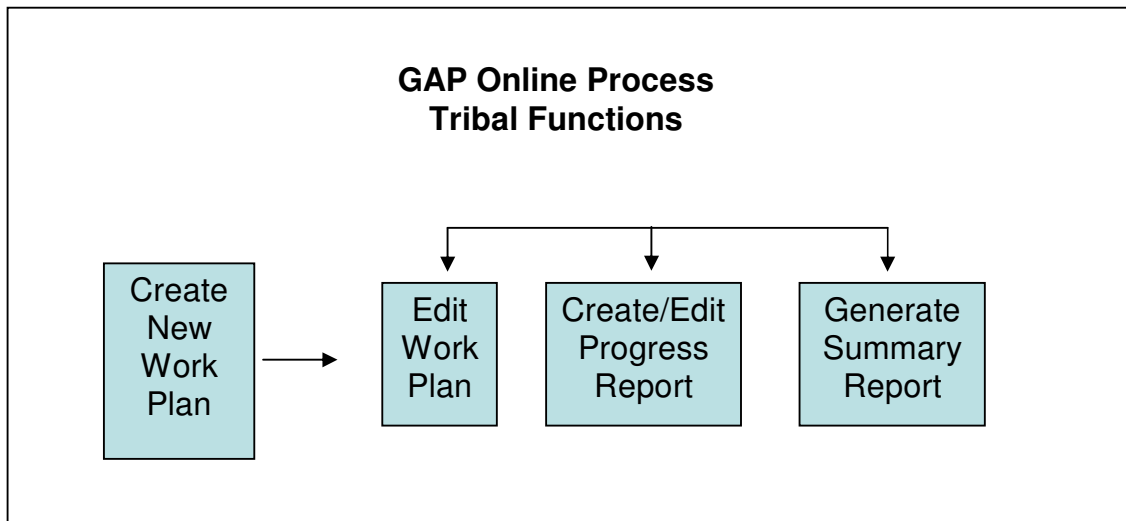 GAP Online Process
Tribal Functions
Create
New
Work
Plan
Edit
Work
Plan
Create/Edit
Progress
Report
Generate
Summary
Report